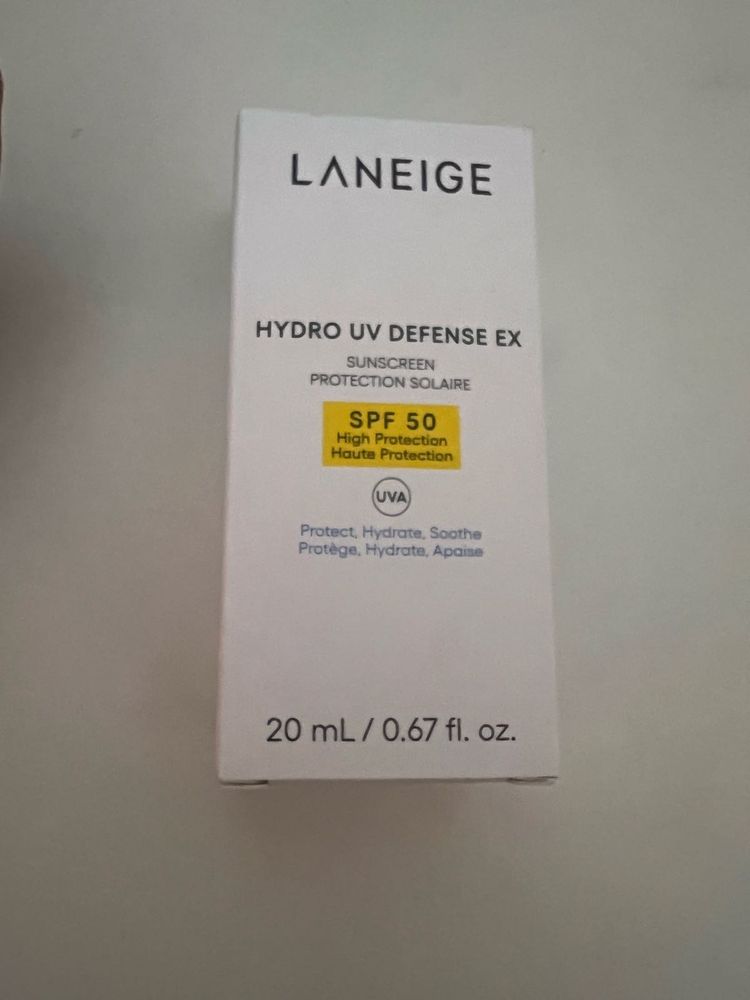 LANEIGE
HYDRO UV DEFENSE EX
SUNSCREEN
PROTECTION SOLAIRE
SPF 50
High Protection
Haute Protection
UVA
Protect, Hydrate, Soothe
Protège, Hydrate, Apaise
20 mL / 0.67 fl. oz.